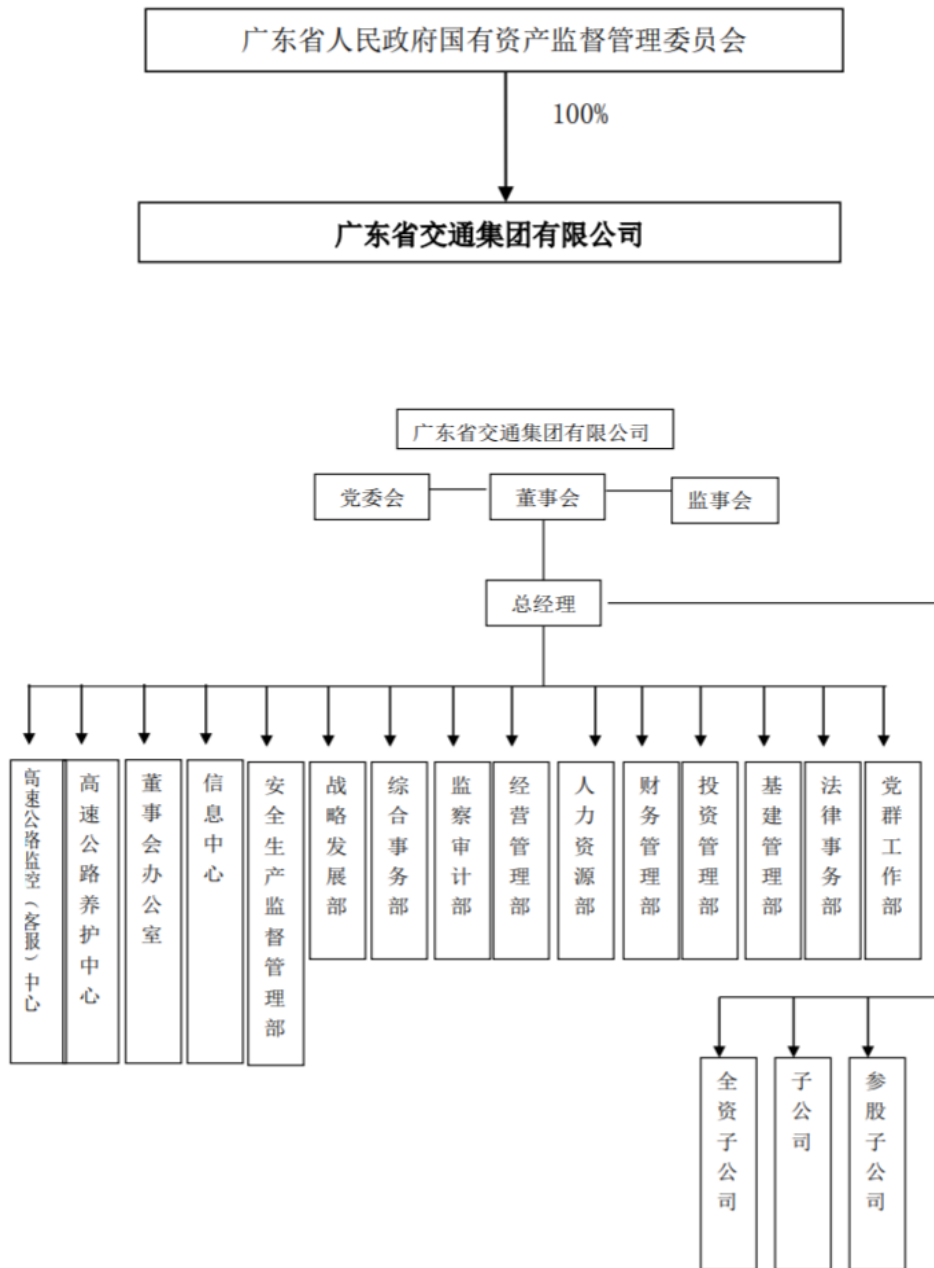 广东省人民政府国有资产监督管理委员会
100%
广东省交通集团有限公司
广东省交通集团有限公司
党委会
董事会
监事会
总经理
高速公路监控（客服）中心
高速公路养护中心
董事会办公室
信息中心
安全生产监督管理部
战略发展部
综合事务部
监察审计部
经营管理部
人力资源部
财务管理部
投资管理部
基建管理部
法律事务部
党群工作部
全资子公司
子公司
参股子公司